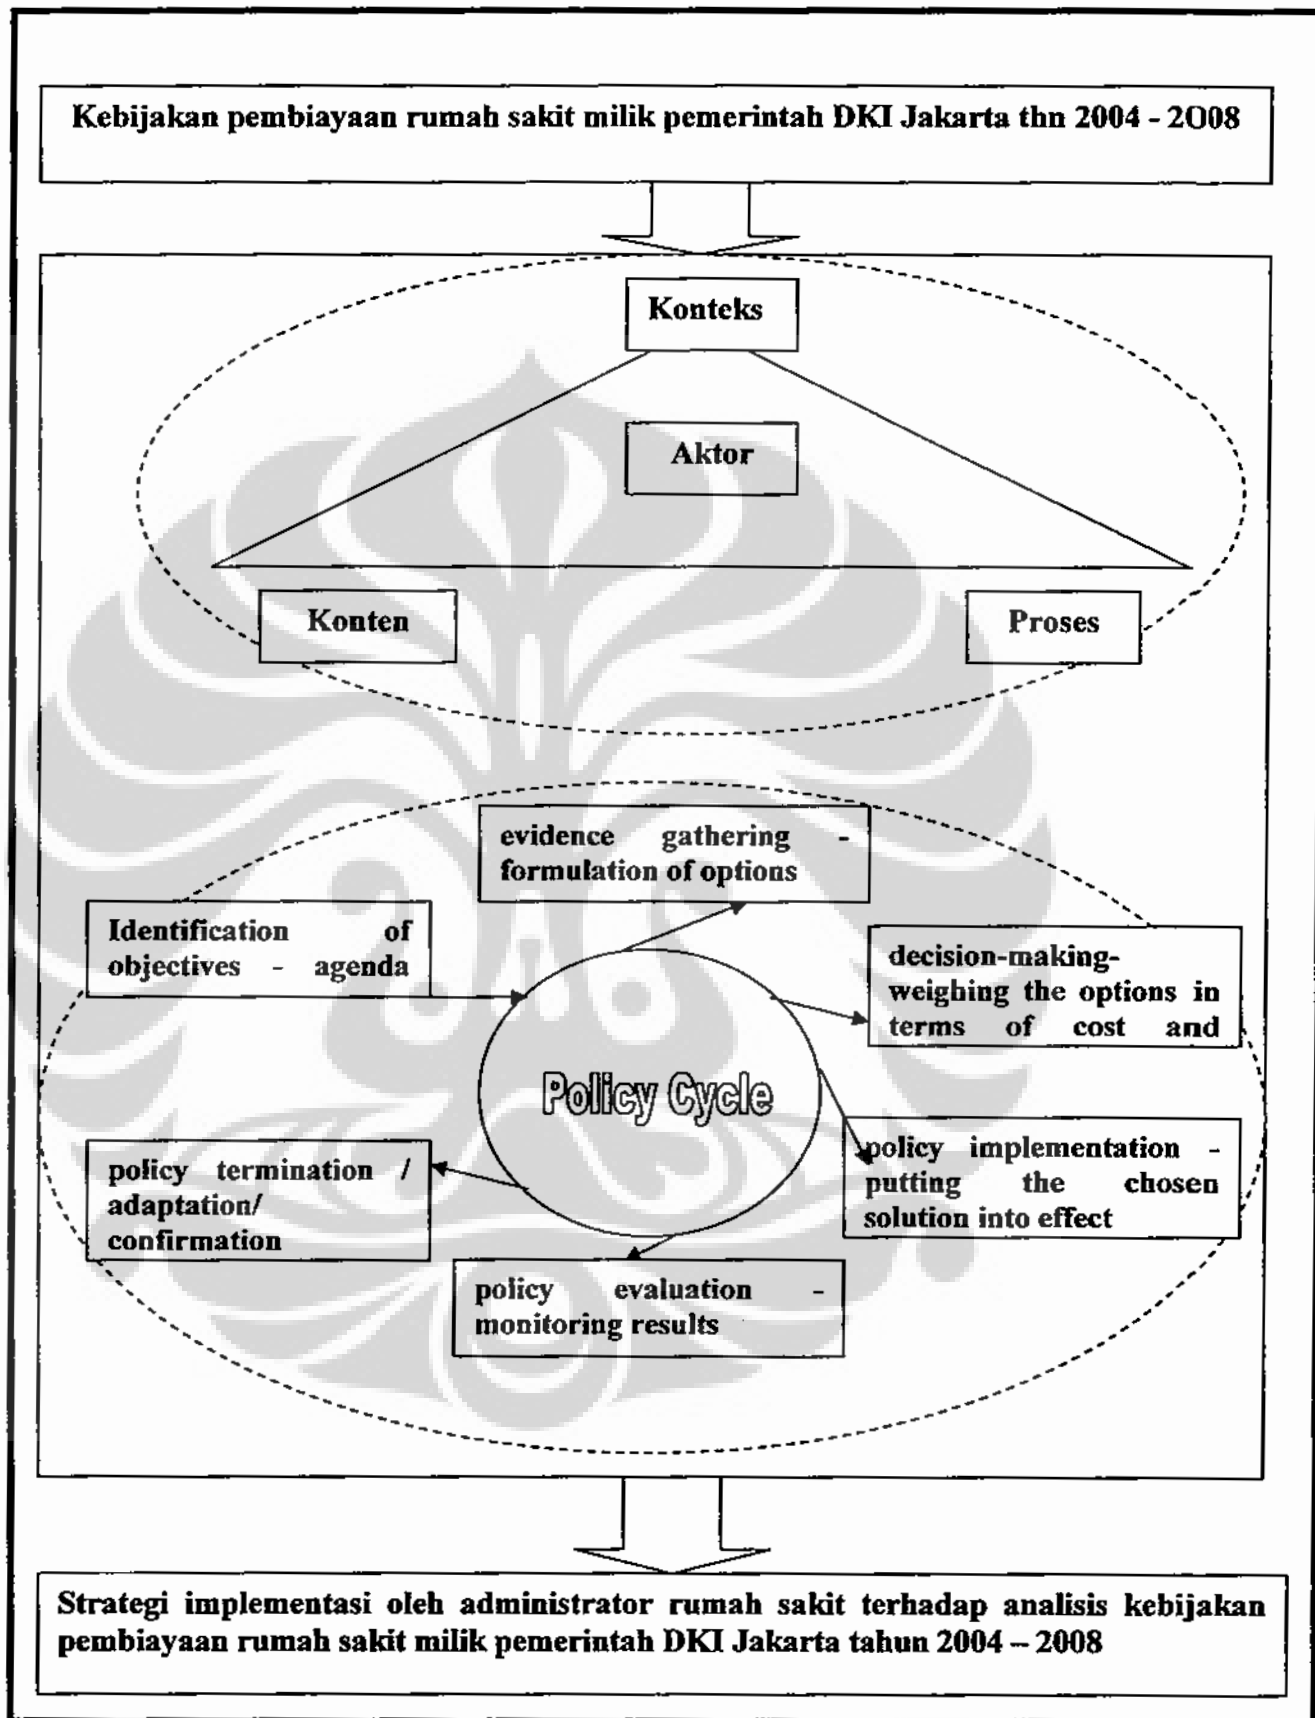 Kebijakan pembiayaan rumah sakit milik pemerintah DKI Jakarta thn 2004 - 2008
Konteks
Aktor
Konten
Proses
evidence gathering -
formulation of options
Identification of
objectives - agenda
decision-making-
weighing the options in
terms of cost and
Policy Cycle
policy termination /
adaptation/
confirmation
policy implementation -
putting the chosen
solution into effect
policy evaluation -
monitoring results
Strategi implementasi oleh administrator rumah sakit terhadap analisis kebijakan
pembiayaan rumah sakit milik pemerintah DKI Jakarta tahun 2004 – 2008